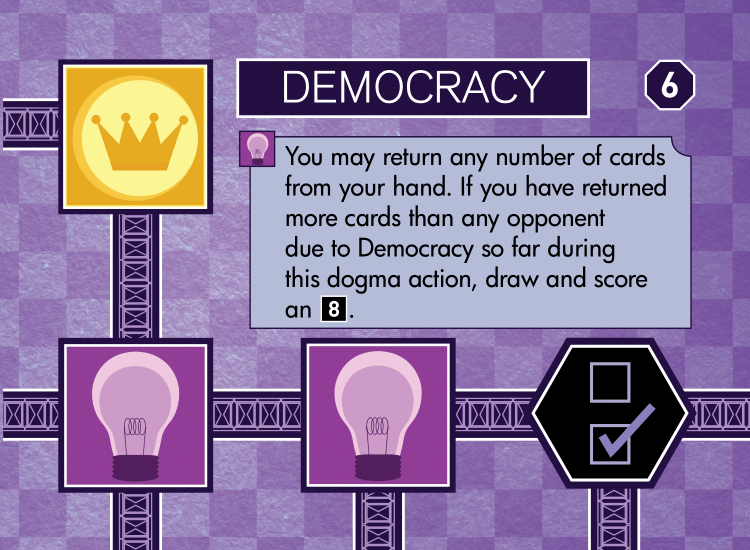 DEMOCRACY
6
You may return any number of cards
from your hand. If you have returned
more cards than any opponent
due to Democracy so far during
this dogma action, draw and score
an 8.